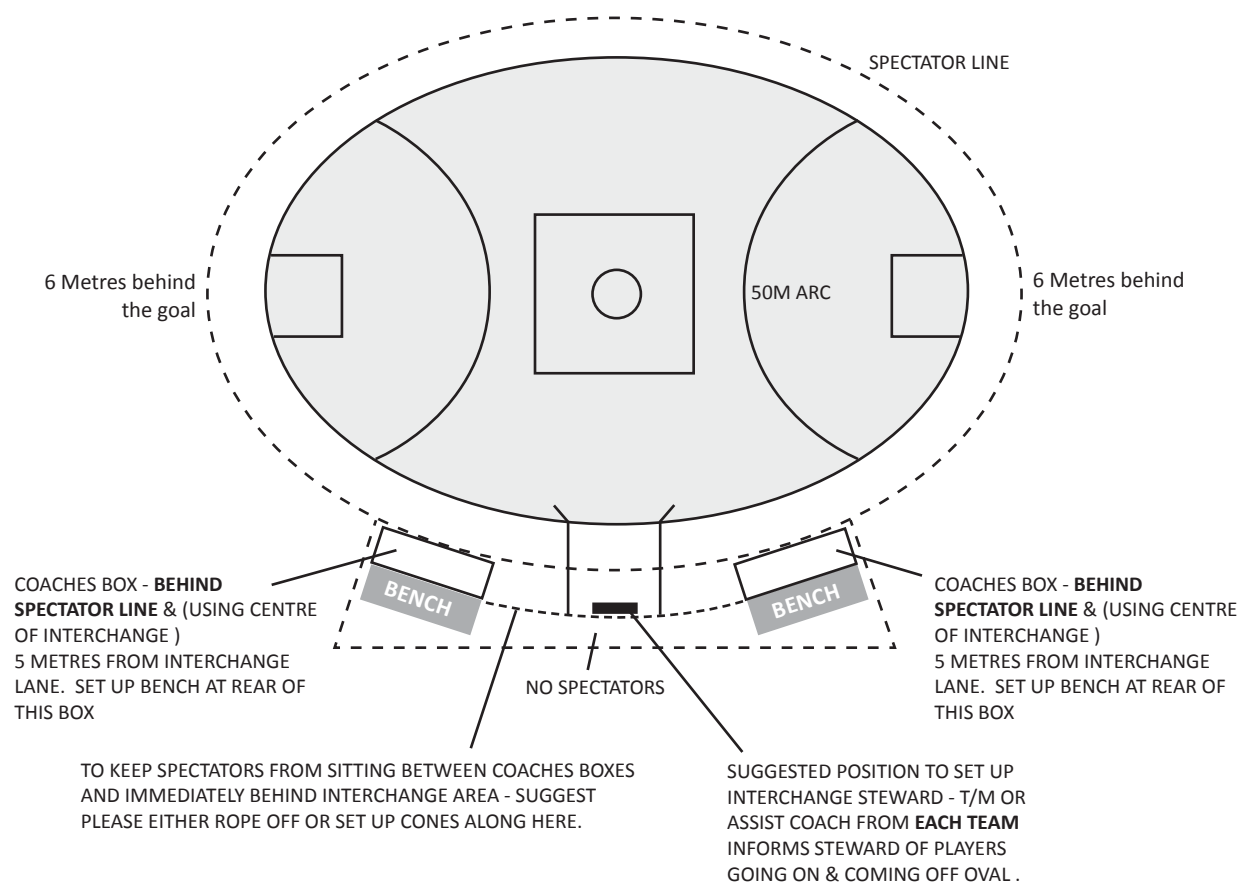 SPECTATOR LINE
6 Metres behind
the goal
50M ARC
6 Metres behind
the goal
COACHES BOX - BEHIND
SPECTATOR LINE & (USING CENTRE
OF INTERCHANGE )
5 METRES FROM INTERCHANGE
LANE. SET UP BENCH AT REAR OF
THIS BOX
BENCH
BENCH
COACHES BOX - BEHIND
SPECTATOR LINE & (USING CENTRE
OF INTERCHANGE )
5 METRES FROM INTERCHANGE
LANE. SET UP BENCH AT REAR OF
THIS BOX
NO SPECTATORS
TO KEEP SPECTATORS FROM SITTING BETWEEN COACHES BOXES
AND IMMEDIATELY BEHIND INTERCHANGE AREA - SUGGEST
PLEASE EITHER ROPE OFF OR SET UP CONES ALONG HERE.
SUGGESTED POSITION TO SET UP
INTERCHANGE STEWARD - T/M OR
ASSIST COACH FROM EACH TEAM
INFORMS STEWARD OF PLAYERS
GOING ON & COMING OFF OVAL .